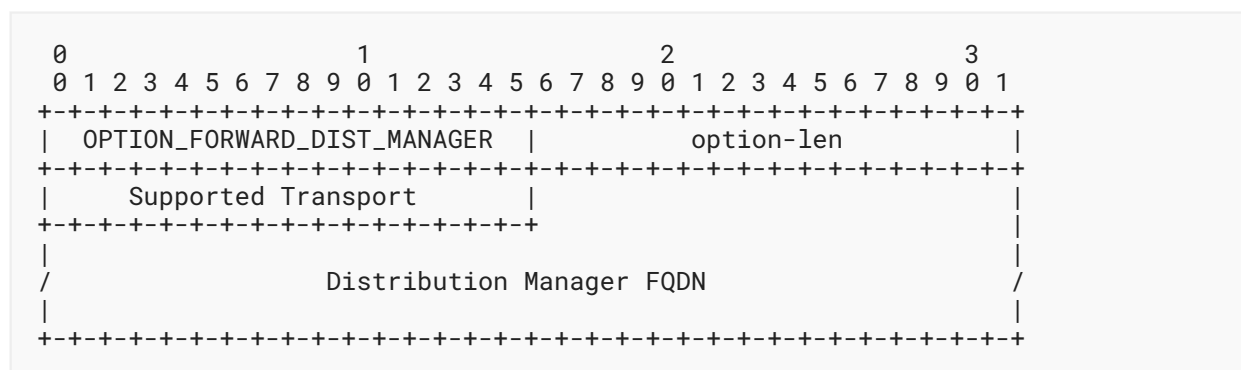 0                   1                   2                   3
 0 1 2 3 4 5 6 7 8 9 0 1 2 3 4 5 6 7 8 9 0 1 2 3 4 5 6 7 8 9 0 1
+-+-+-+-+-+-+-+-+-+-+-+-+-+-+-+-+-+-+-+-+-+-+-+-+-+-+-+-+-+-+-+-+
|  OPTION_FORWARD_DIST_MANAGER  |          option-len           |
+-+-+-+-+-+-+-+-+-+-+-+-+-+-+-+-+-+-+-+-+-+-+-+-+-+-+-+-+-+-+-+-+
|     Supported Transport       |                               |
+-+-+-+-+-+-+-+-+-+-+-+-+-+-+-+-+                               |
|                                                               |
/                  Distribution Manager FQDN                    /
|                                                               |
+-+-+-+-+-+-+-+-+-+-+-+-+-+-+-+-+-+-+-+-+-+-+-+-+-+-+-+-+-+-+-+-+